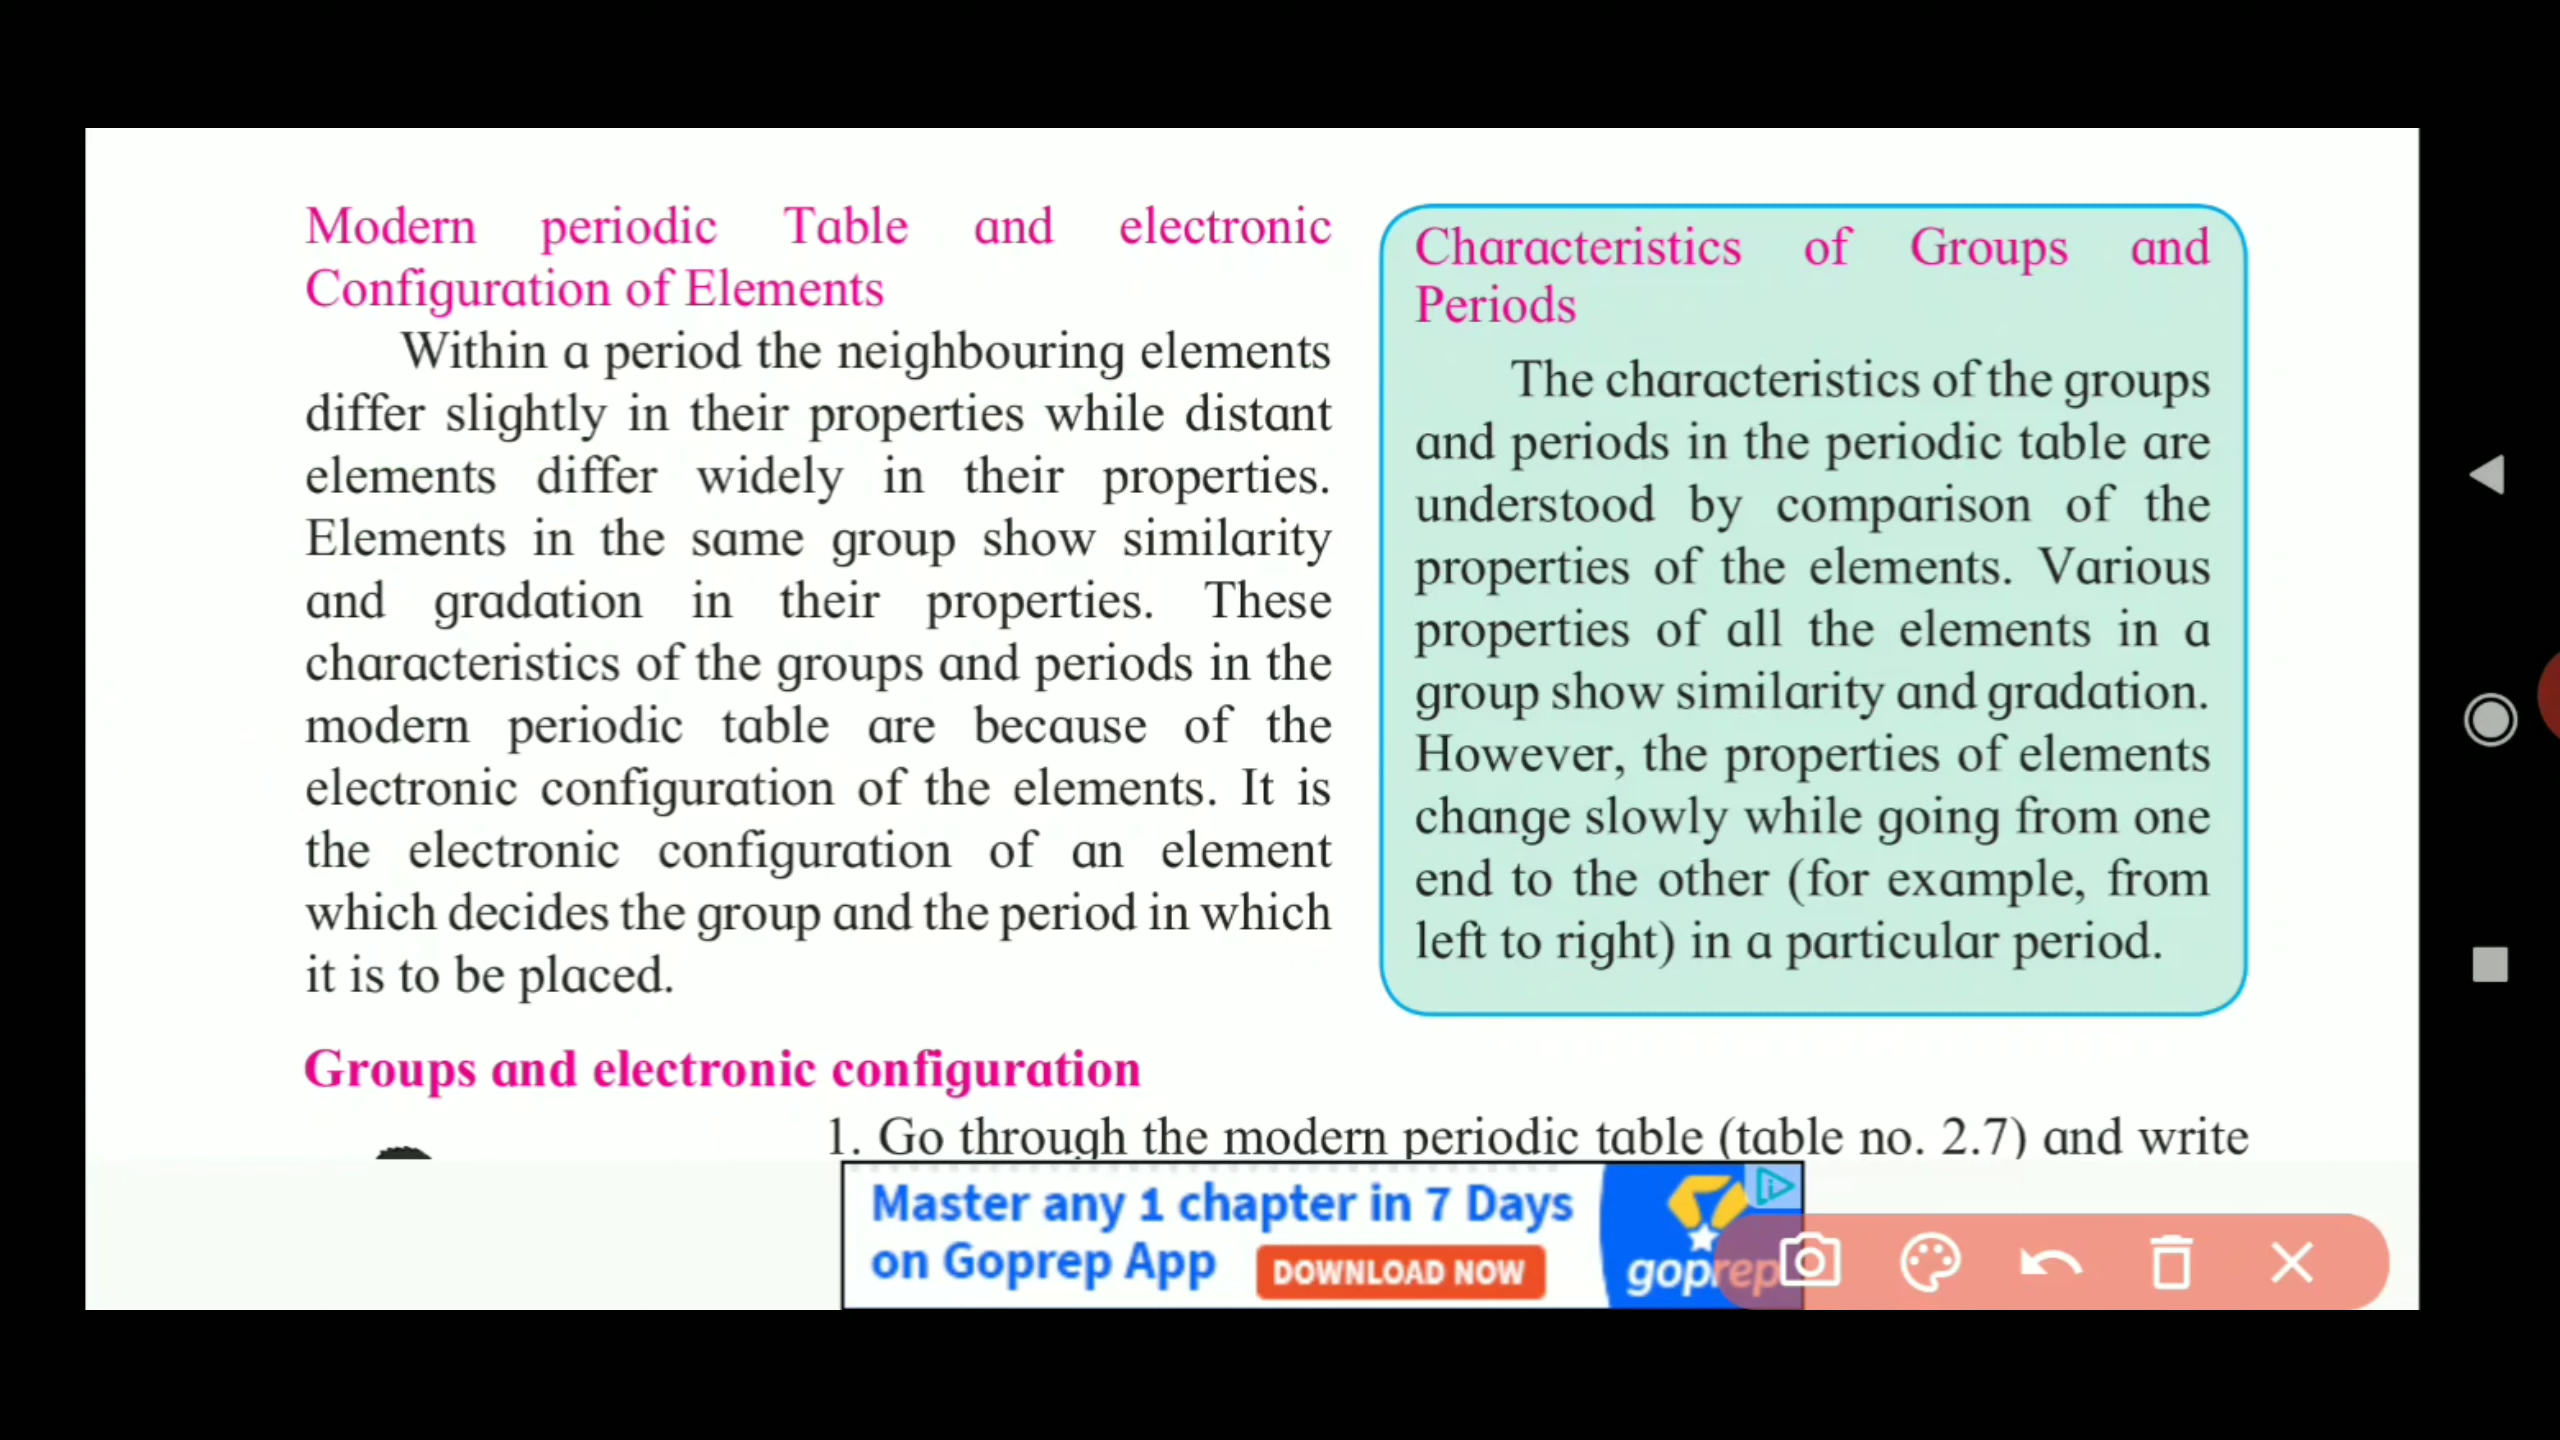 Modern periodic Table and electronic
Configuration of Elements
Within a period the neighbouring elements
differ slightly in their properties while distant
elements differ widely in their properties.
Elements in the same group show similarity
and gradation in their properties. These
characteristics of the groups and periods in the
modern periodic table are because of the
electronic configuration of the elements. It is
the electronic configuration of an element
which decides the group and the period in which
it is to be placed.
Characteristics of Groups and
Periods
The characteristics of the groups
and periods in the periodic table are
understood by comparison of the
properties of the elements. Various
properties of all the elements in a
group show similarity and gradation.
However, the properties of elements
change slowly while going from one
end to the other (for example, from
left to right) in a particular period.
Groups and electronic configuration
1. Go through the modern periodic table (table no. 2.7) and write
Master any 1 chapter in 7 Days
on Goprep App
DOWNLOAD NOW
goprep